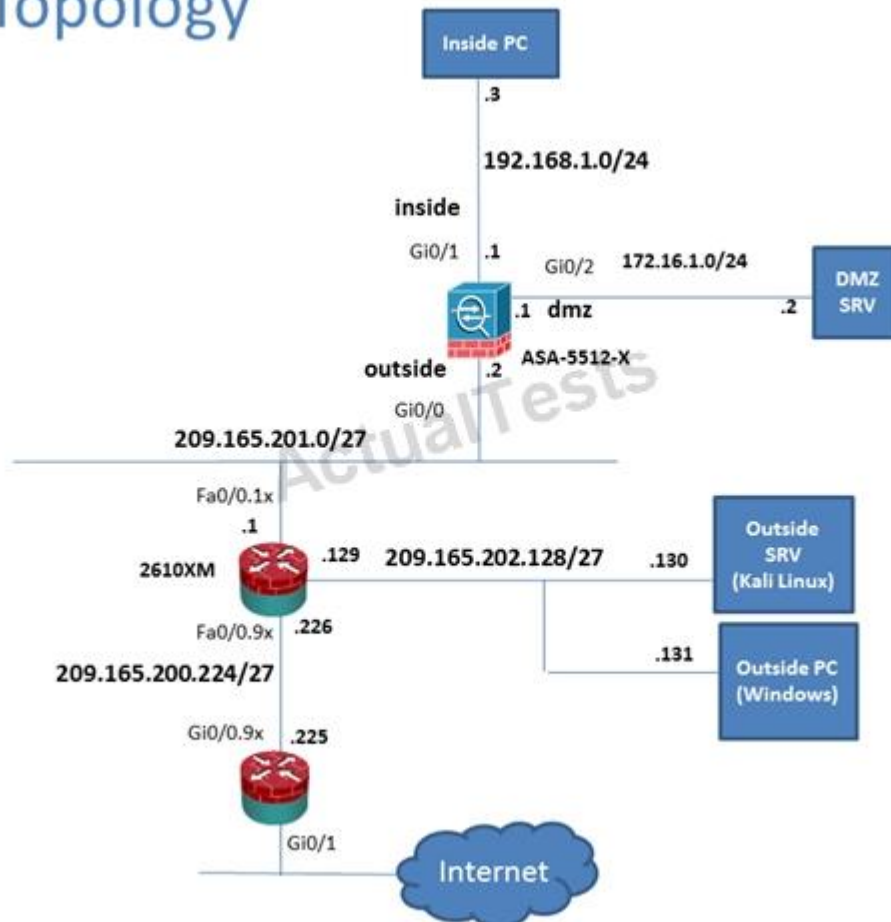 Topology
Inside PC
.3
192.168.1.0/24
inside
Gi0/1 .1
Gi0/2 172.16.1.0/24
DMZ
SRV
.1 dmz .2
ASA-5512-X
outside .2
Gi0/0
ActualTests
209.165.201.0/27
Fa0/0.1x
.1
2610XM
.129 209.165.202.128/27 .130
Outside
SRV
(Kali Linux)
Fa0/0.9x .226
.131
Outside PC
(Windows)
209.165.200.224/27
Gi0/0.9x .225
Gi0/1
Internet